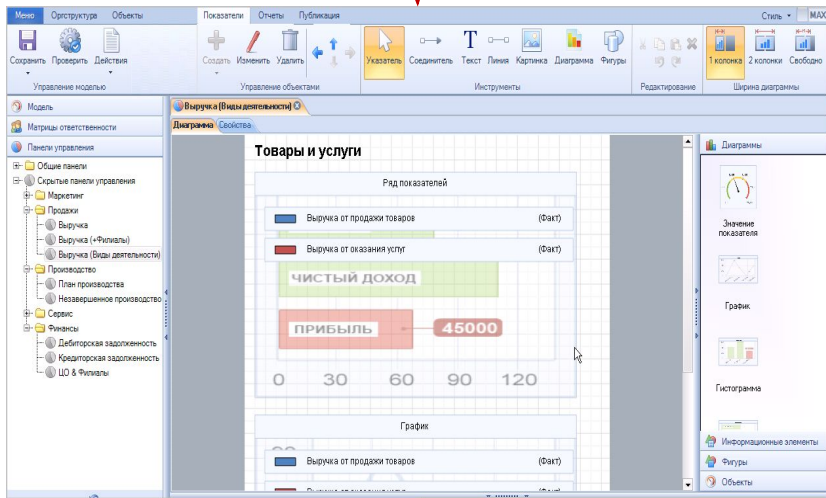 Меню Оргструктура Объекты Показатели Отчеты Публикация Стиль MAX
Сохранить Проверить Действия Создать Изменить Удалить Указатель Соединитель Текст Линия Картинка Диаграмма Фигуры 1 колонка 2 колонки Свободно
Управление моделью Управление объектами Инструменты Редактирование Ширина диаграммы
Модель
Матрицы ответственности
Панели управления
Общие панели
Скрытые панели управления
Маркетинг
Продажи
Выручка
Выручка (+Филиалы)
Выручка (Виды деятельности)
Производство
План производства
Незавершенное производство
Сервис
Финансы
Дебиторская задолженность
Кредиторская задолженность
ЦО & Филиалы
Выручка (Виды деятельности)
Диаграмма Свойства
Товары и услуги
Ряд показателей
Выручка от продажи товаров (Факт)
Выручка от оказания услуг (Факт)
ЧИСТЫЙ ДОХОД
ПРИБЫЛЬ 45000
0 30 60 90 120
График
Выручка от продажи товаров (Факт)
Диаграммы
Значение
показателя
График
Гистограмма
Информационные элементы
Фигуры
Объекты